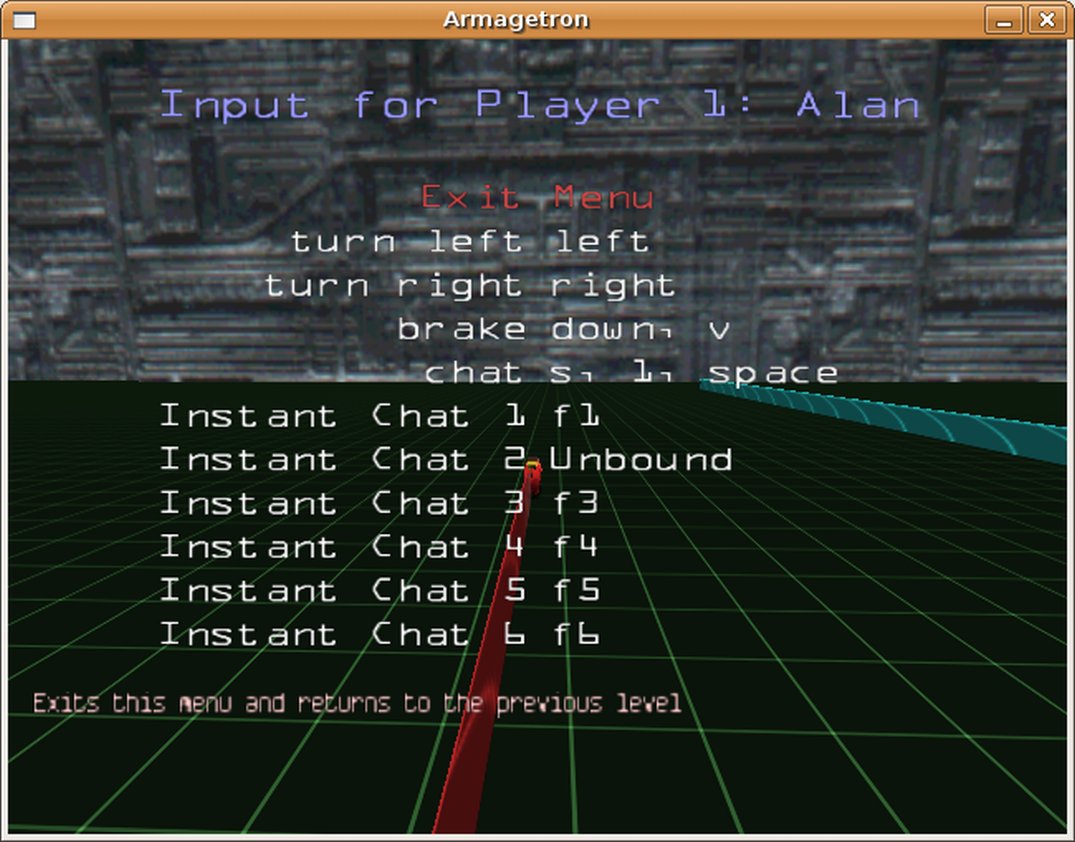 Armagetron
Input for Player 1: Alan
Exit Menu
turn left left
turn right right
brake down, v
chat s, l, space
Instant Chat 1 f1
Instant Chat 2 Unbound
Instant Chat 3 f3
Instant Chat 4 f4
Instant Chat 5 f5
Instant Chat 6 f6
Exits this menu and returns to the previous level